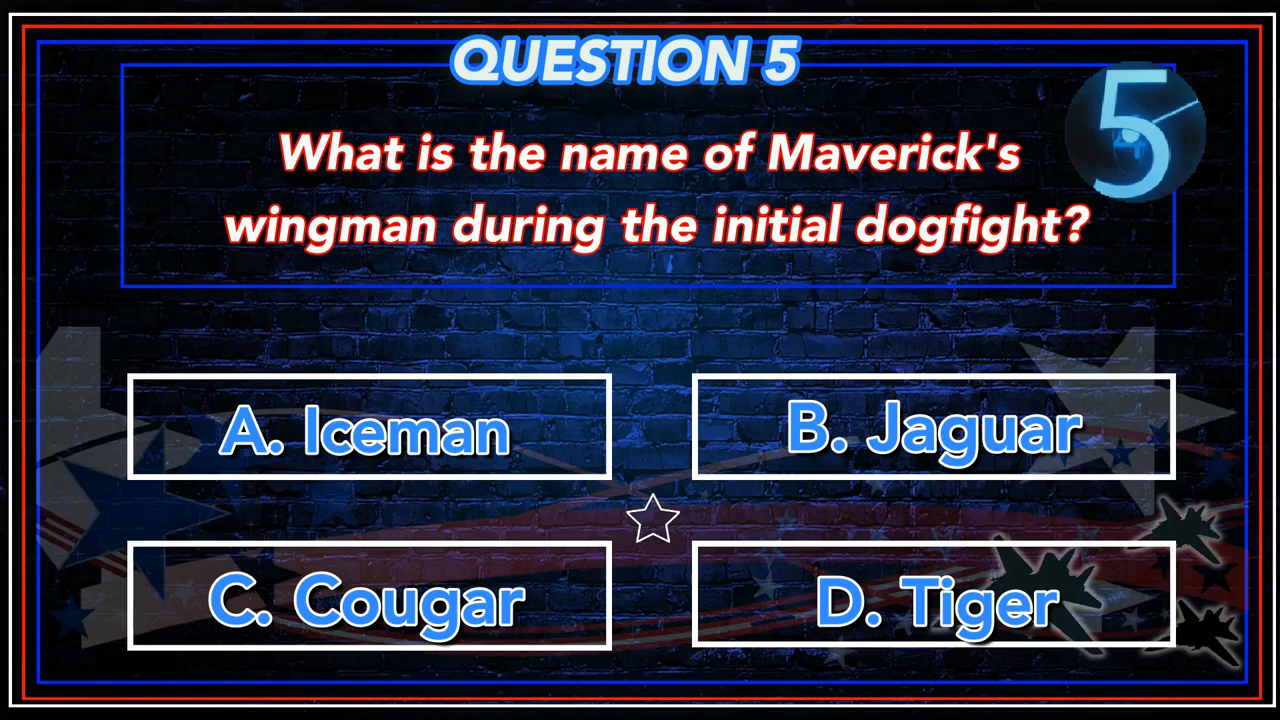 QUESTION 5
5
What is the name of Maverick's
wingman during the initial dogfight?
A. Iceman
B. Jaguar
C. Cougar
D. Tiger